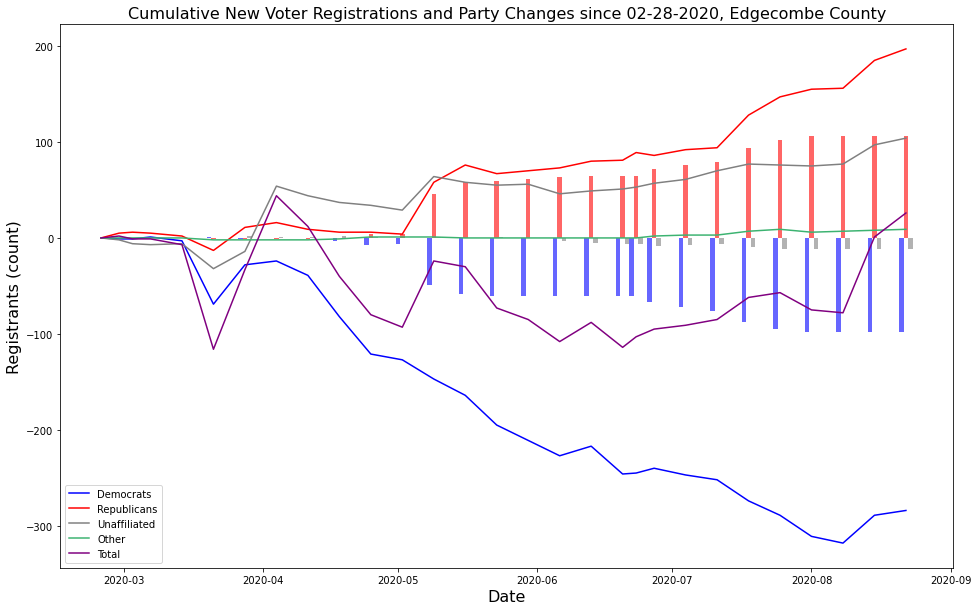 Cumulative New Voter Registrations and Party Changes since 02-28-2020, Edgecombe County
Registrants (count)
200
100
0
−100
−200
−300
Democrats
Republicans
Unaffiliated
Other
Total
2020-03
2020-04
2020-05
2020-06
2020-07
2020-08
2020-09
Date